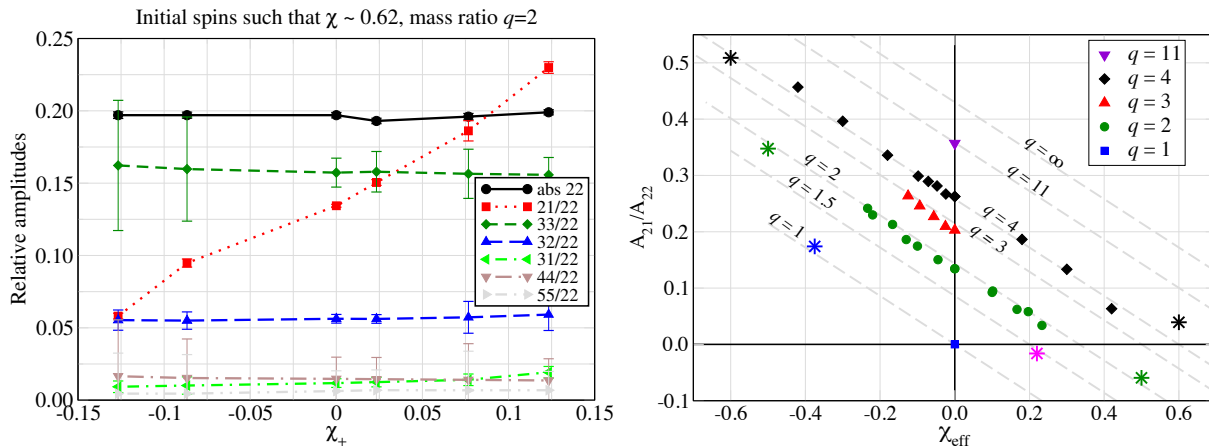 Initial spins such that χ ~ 0.62, mass ratio q=2
0.25
0.20
0.15
0.10
0.05
0.00
Relative amplitudes
abs 22
21/22
33/22
32/22
31/22
44/22
55/22
-0.15
-0.10
-0.05
0
0.05
0.10
0.15
χ₊
0.5
0.4
0.3
0.2
0.1
0.0
-0.1
A₂₁/A₂₂
q = 11
q = 4
q = 3
q = 2
q = 1
q = ∞
q = 11
q = 4
q = 3
q = 2
q = 1.5
q = 1
-0.6
-0.4
-0.2
0.0
0.2
0.4
0.6
χeff